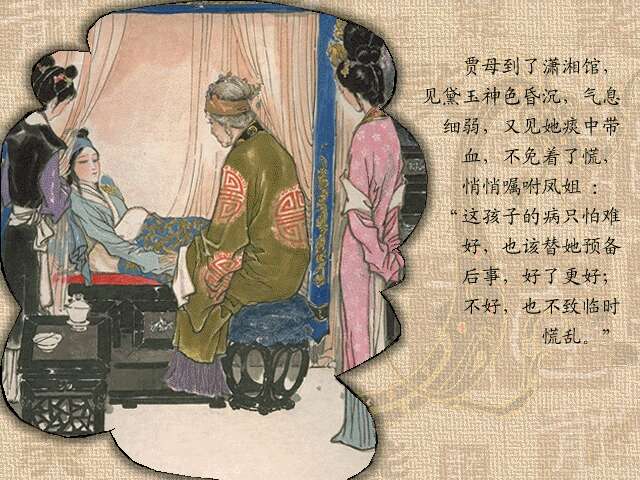 贾母到了潇湘馆，
见黛玉神色昏沉，气息
细弱，又见她痰中带
血，不免着了慌，
悄悄嘱咐凤姐：
“这孩子的病只怕难
好，也该替她预备
后事，好了更好；
不好，也不致临时
慌乱。”